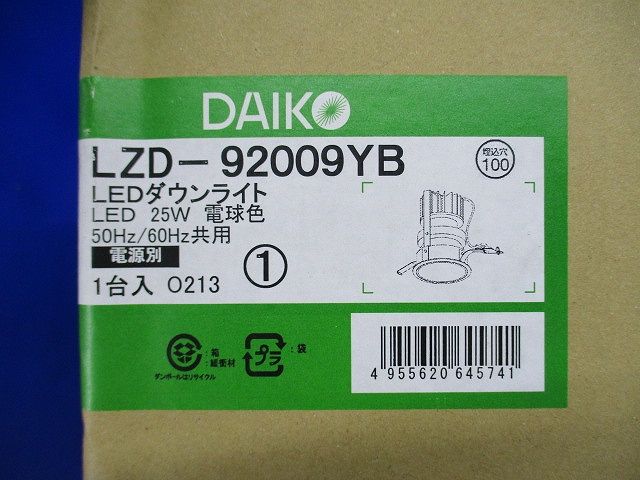 DAIKO
LZD-92009YB
埋込穴
100
LEDダウンライト
LED 25W 電球色
50Hz/60Hz共用
電源別
1台入 O213
①
:箱
:緩衝材
ダンボールはリサイクル
プラ
:袋
4 955620 645741